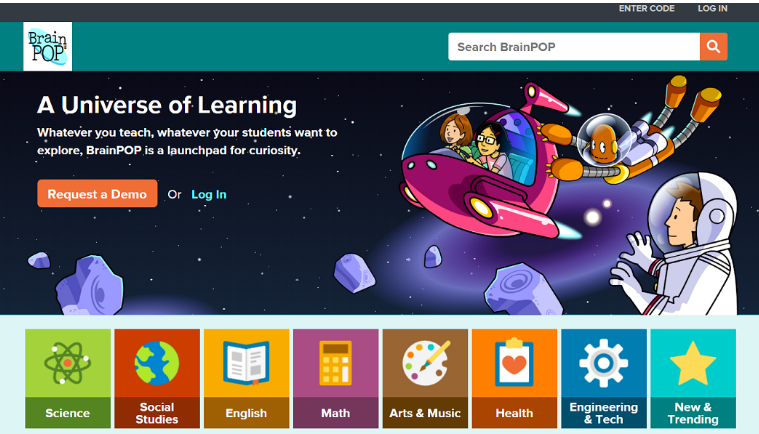 ENTER CODE LOG IN
Brain
POP
Search BrainPOP
A Universe of Learning
Whatever you teach, whatever your students want to
explore, BrainPOP is a launchpad for curiosity.
Request a Demo Or Log In
Science
Social
Studies
English
Math
Arts & Music
Health
Engineering
& Tech
New &
Trending